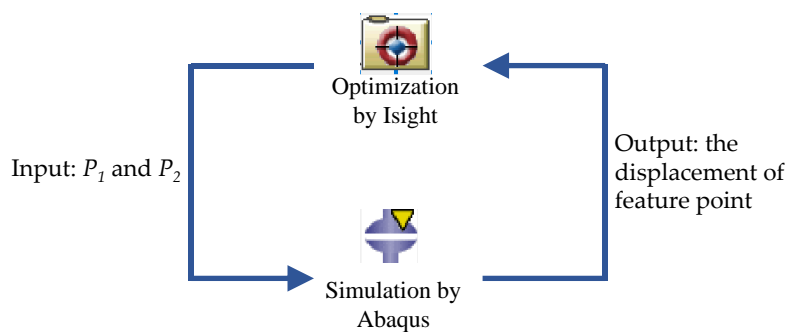 Optimization
by Isight
Input: P1 and P2
Output: the
displacement of
feature point
Simulation by
Abaqus